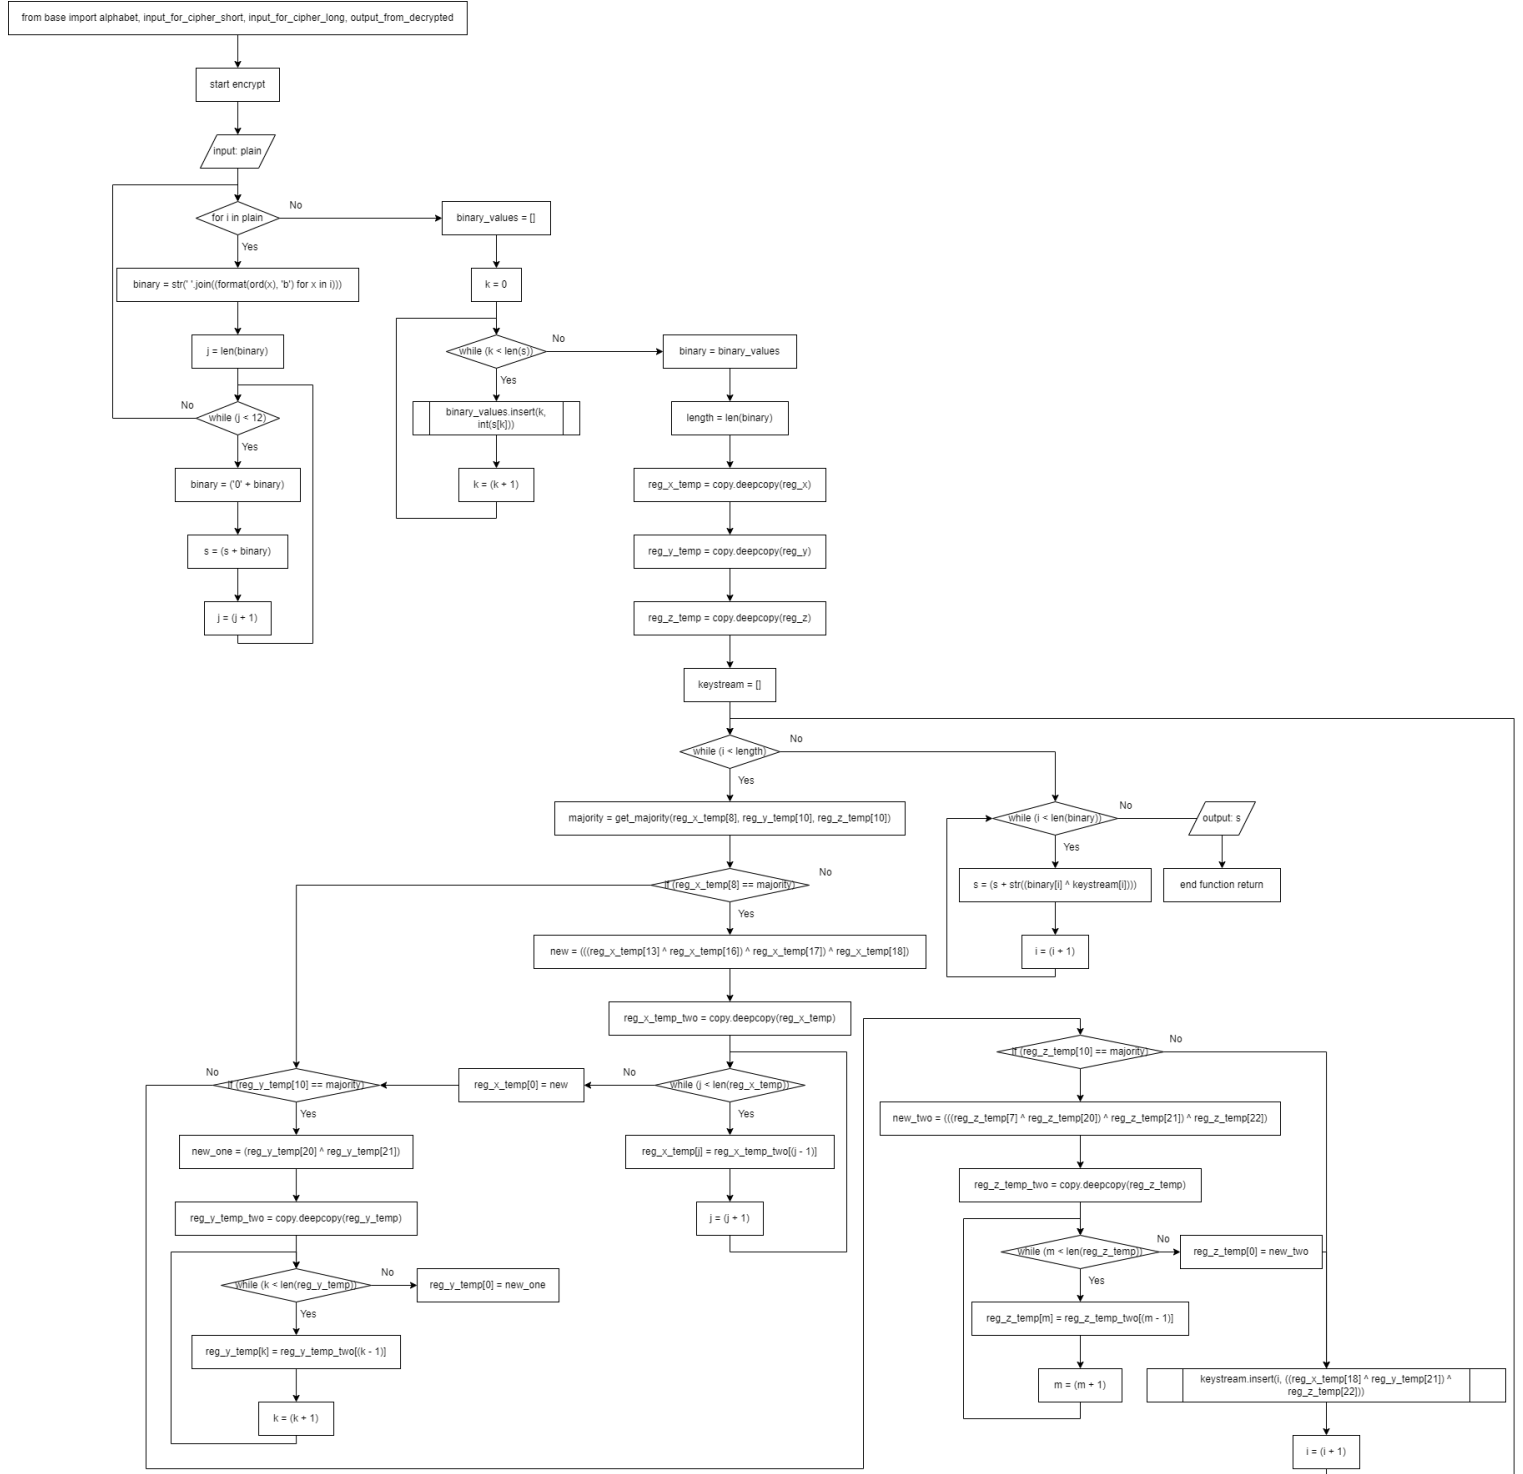 from base import alphabet, input_for_cipher_short, input_for_cipher_long, output_from_decrypted
start encrypt
input: plain
for i in plain
No
Yes
binary = str(' '.join((format(ord(x), 'b') for x in i)))
j = len(binary)
while (j < 12)
No
Yes
binary = ('0' + binary)
s = (s + binary)
j = (j + 1)
binary_values = []
k = 0
while (k < len(s))
No
Yes
binary_values.insert(k,
int(s[k]))
k = (k + 1)
binary = binary_values
length = len(binary)
reg_x_temp = copy.deepcopy(reg_x)
reg_y_temp = copy.deepcopy(reg_y)
reg_z_temp = copy.deepcopy(reg_z)
keystream = []
while (i < length)
No
Yes
while (i < len(binary))
No
Yes
output: s
s = (s + str((binary[i] ^ keystream[i])))
end function return
i = (i + 1)
majority = get_majority(reg_x_temp[8], reg_y_temp[10], reg_z_temp[10])
if (reg_x_temp[8] == majority)
No
Yes
new = (((reg_x_temp[13] ^ reg_x_temp[16]) ^ reg_x_temp[17]) ^ reg_x_temp[18])
reg_x_temp_two = copy.deepcopy(reg_x_temp)
while (j < len(reg_x_temp))
No
Yes
reg_x_temp[0] = new
reg_x_temp[j] = reg_x_temp_two[(j - 1)]
j = (j + 1)
if (reg_y_temp[10] == majority)
No
Yes
new_one = (reg_y_temp[20] ^ reg_y_temp[21])
reg_y_temp_two = copy.deepcopy(reg_y_temp)
while (k < len(reg_y_temp))
No
Yes
reg_y_temp[0] = new_one
reg_y_temp[k] = reg_y_temp_two[(k - 1)]
k = (k + 1)
if (reg_z_temp[10] == majority)
No
Yes
new_two = (((reg_z_temp[7] ^ reg_z_temp[20]) ^ reg_z_temp[21]) ^ reg_z_temp[22])
reg_z_temp_two = copy.deepcopy(reg_z_temp)
while (m < len(reg_z_temp))
No
Yes
reg_z_temp[0] = new_two
reg_z_temp[m] = reg_z_temp_two[(m - 1)]
m = (m + 1)
keystream.insert(i, ((reg_x_temp[18] ^ reg_y_temp[21]) ^
reg_z_temp[22]))
i = (i + 1)